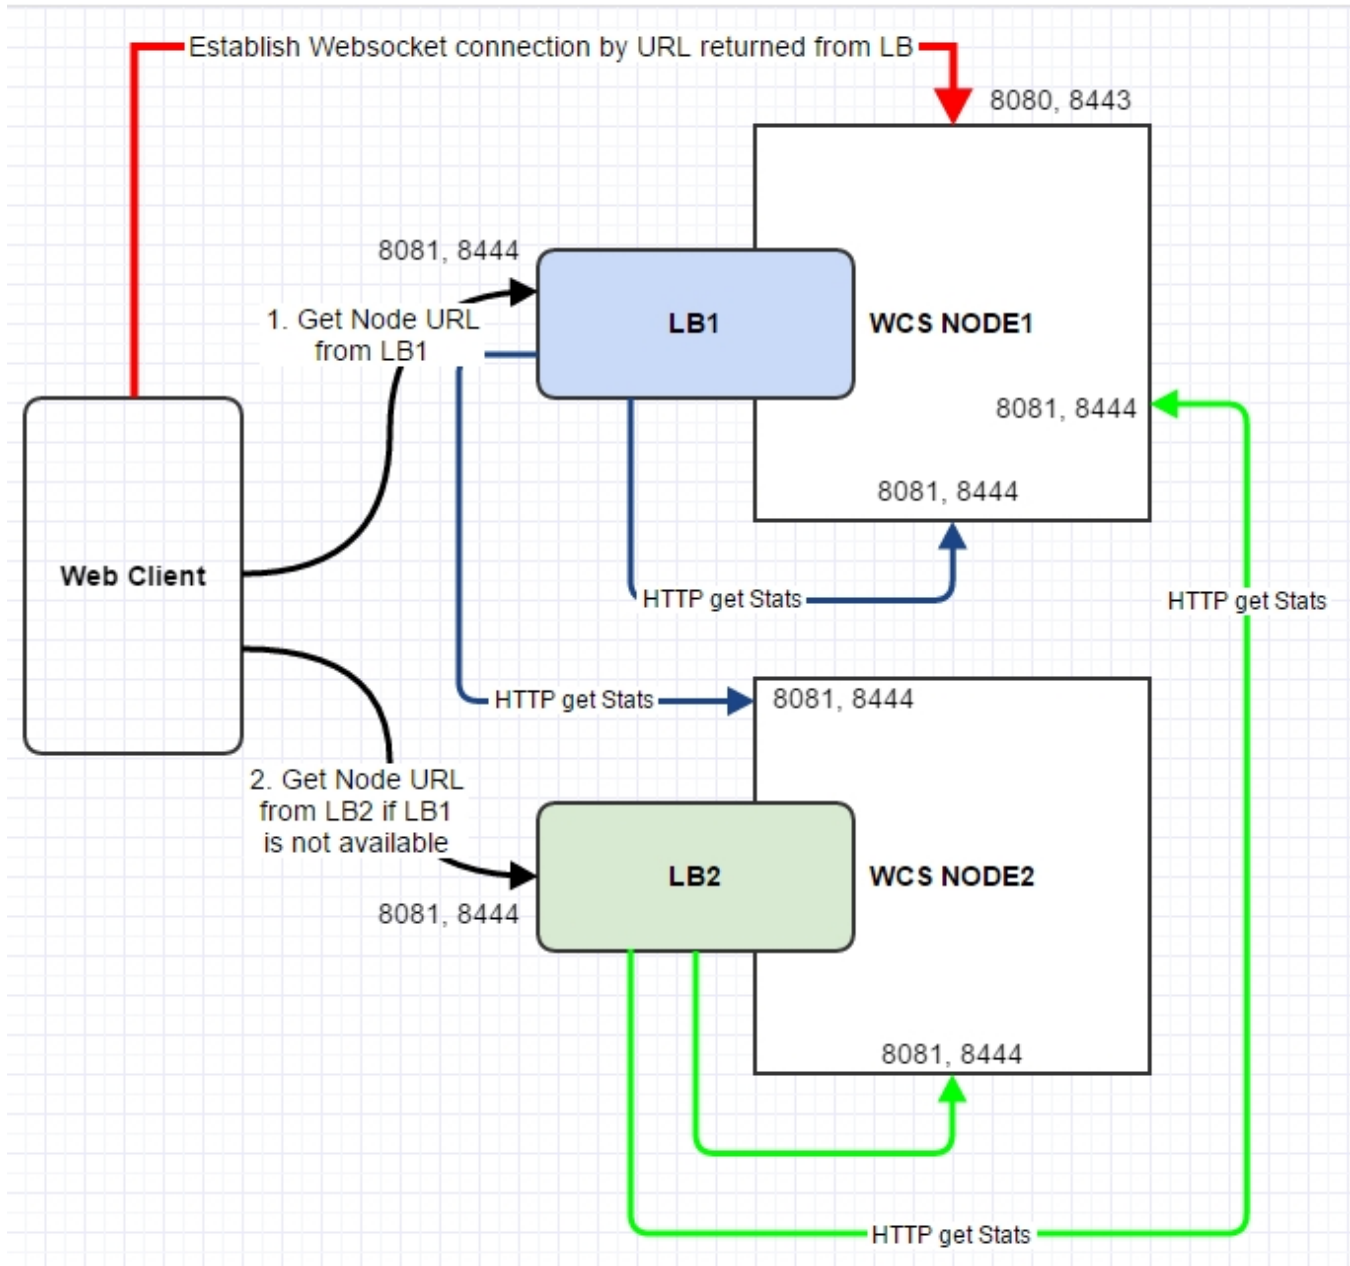 Establish Websocket connection by URL returned from LB
8080, 8443
8081, 8444
1. Get Node URL
from LB1
LB1
WCS NODE1
8081, 8444
8081, 8444
Web Client
HTTP get Stats
HTTP get Stats
HTTP get Stats
8081, 8444
2. Get Node URL
from LB2 if LB1
is not available
LB2
WCS NODE2
8081, 8444
8081, 8444
HTTP get Stats